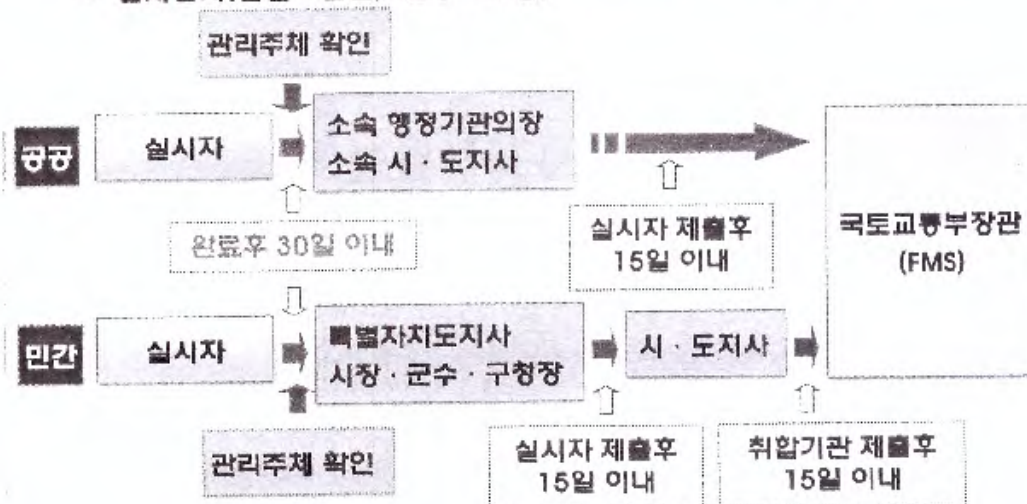 관리주체 확인
공공
실시자
소속 행정기관의장
소속 시·도지사
완료후 30일 이내
실시자 제출후
15일 이내
국토교통부장관
(FMS)
민간
실시자
특별자치도지사
시장·군수·구청장
시·도지사
관리주체 확인
실시자 제출후
15일 이내
취합기관 제출후
15일 이내